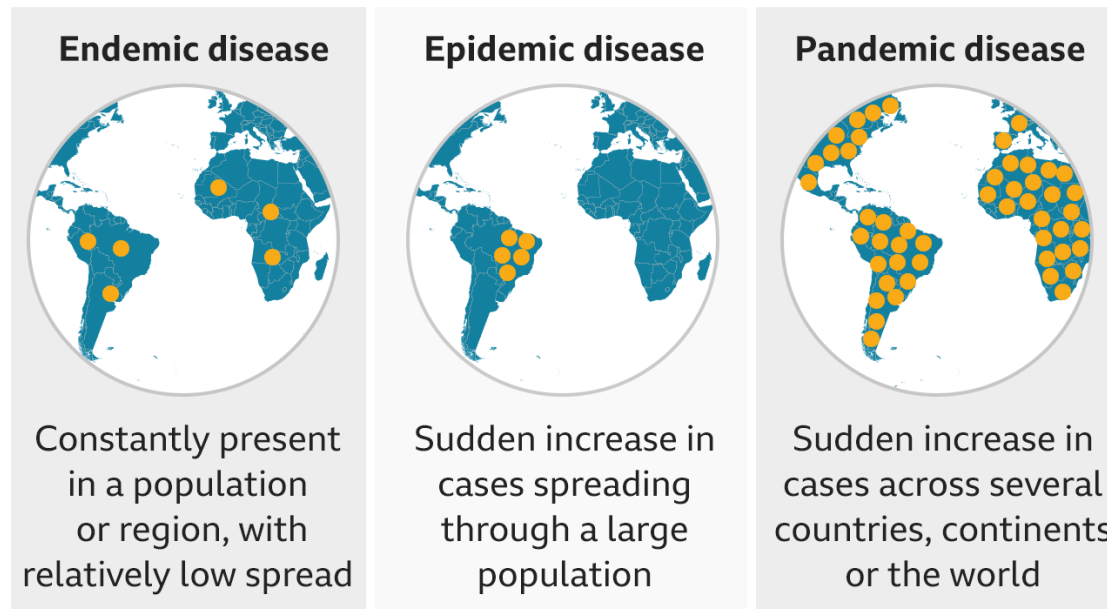 Endemic disease
Constantly present
in a population
or region, with
relatively low spread
Epidemic disease
Sudden increase in
cases spreading
through a large
population
Pandemic disease
Sudden increase in
cases across several
countries, continents
or the world